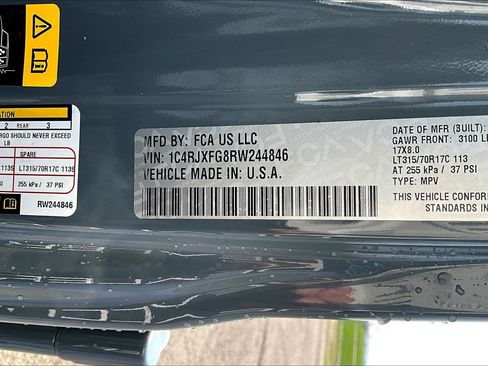 ATION
2 REAR 3
RGO SHOULD NEVER EXCEED
LB
SPARE
113S LT315/70R17C 113S
PSI 255 kPa / 37 PSI
RW244846
MFD BY: FCA US LLC
VIN: 1C4RJXFG8RW244846
VEHICLE MADE IN U.S.A.
DATE OF MFR (BUILT):
GAWR FRONT: 3100 LB
17X8.0
LT315/70R17C 113
AT 255 kPa / 37 PSI
TYPE: MPV
THIS VEHICLE CONFO
STANDARDS IN